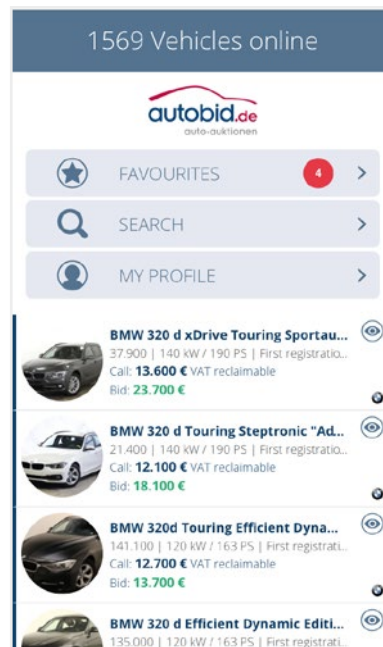 1569 Vehicles online
autobid.de
auto-auktionen
FAVOURITES 4
SEARCH
MY PROFILE
BMW 320 d xDrive Touring Sportau...
37.900 | 140 kW / 190 PS | First registratio...
Call: 13.600 € VAT reclaimable
Bid: 23.700 €
BMW 320 d Touring Steptronic "Ad...
21.400 | 140 kW / 190 PS | First registratio...
Call: 12.100 € VAT reclaimable
Bid: 18.100 €
BMW 320d Touring Efficient Dyna...
141.100 | 120 kW / 163 PS | First registrati...
Call: 12.700 € VAT reclaimable
Bid: 13.700 €
BMW 320 d Efficient Dynamic Editi...
135.000 | 120 kW / 163 PS | First registrati...